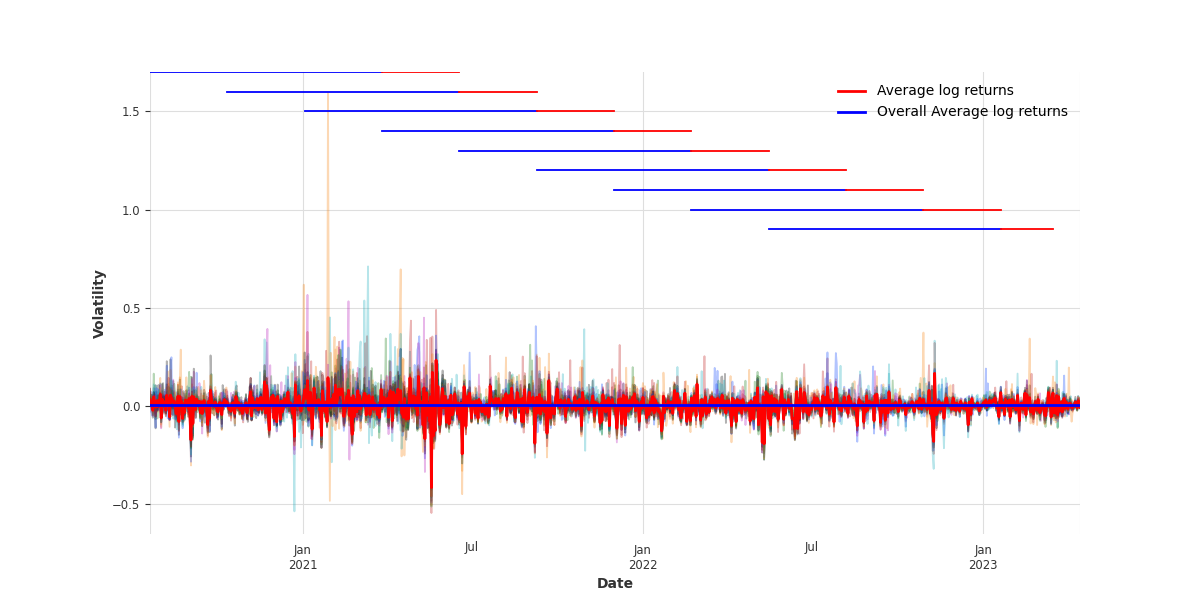 Average log returns
Overall Average log returns
Volatility
1.5
1.0
0.5
0.0
−0.5
Jan
2021
Jul
Jan
2022
Jul
Jan
2023
Date